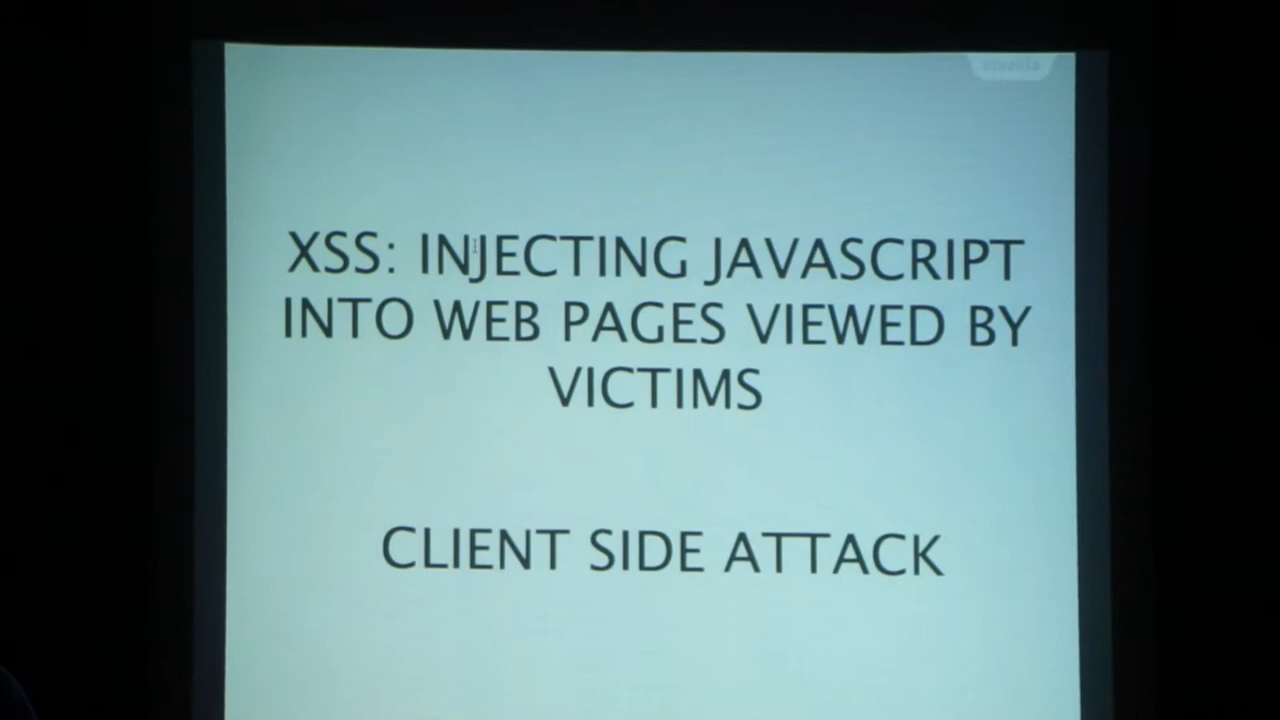 XSS: INJECTING JAVASCRIPT
INTO WEB PAGES VIEWED BY
VICTIMS
CLIENT SIDE ATTACK